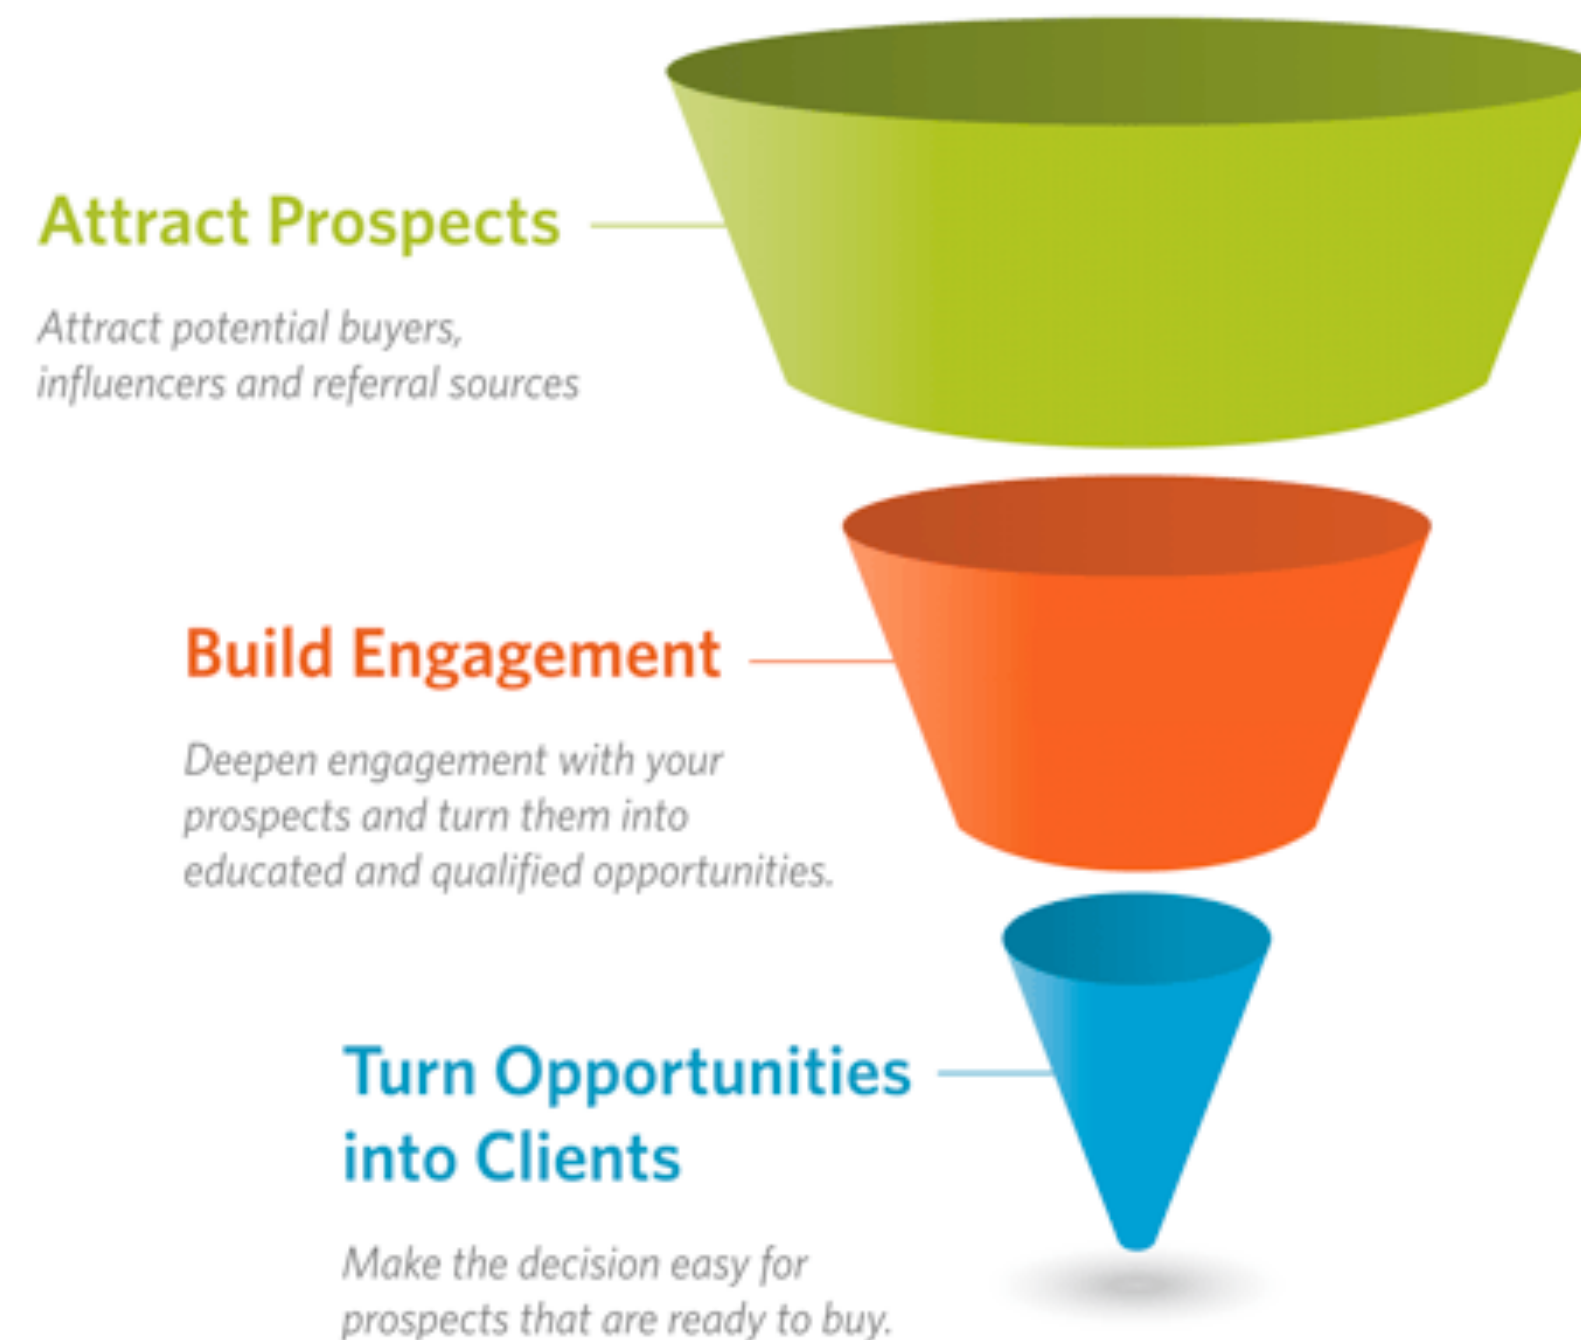 Attract Prospects
Attract potential buyers,
influencers and referral sources
Build Engagement
Deepen engagement with your
prospects and turn them into
educated and qualified opportunities.
Turn Opportunities
into Clients
Make the decision easy for
prospects that are ready to buy.